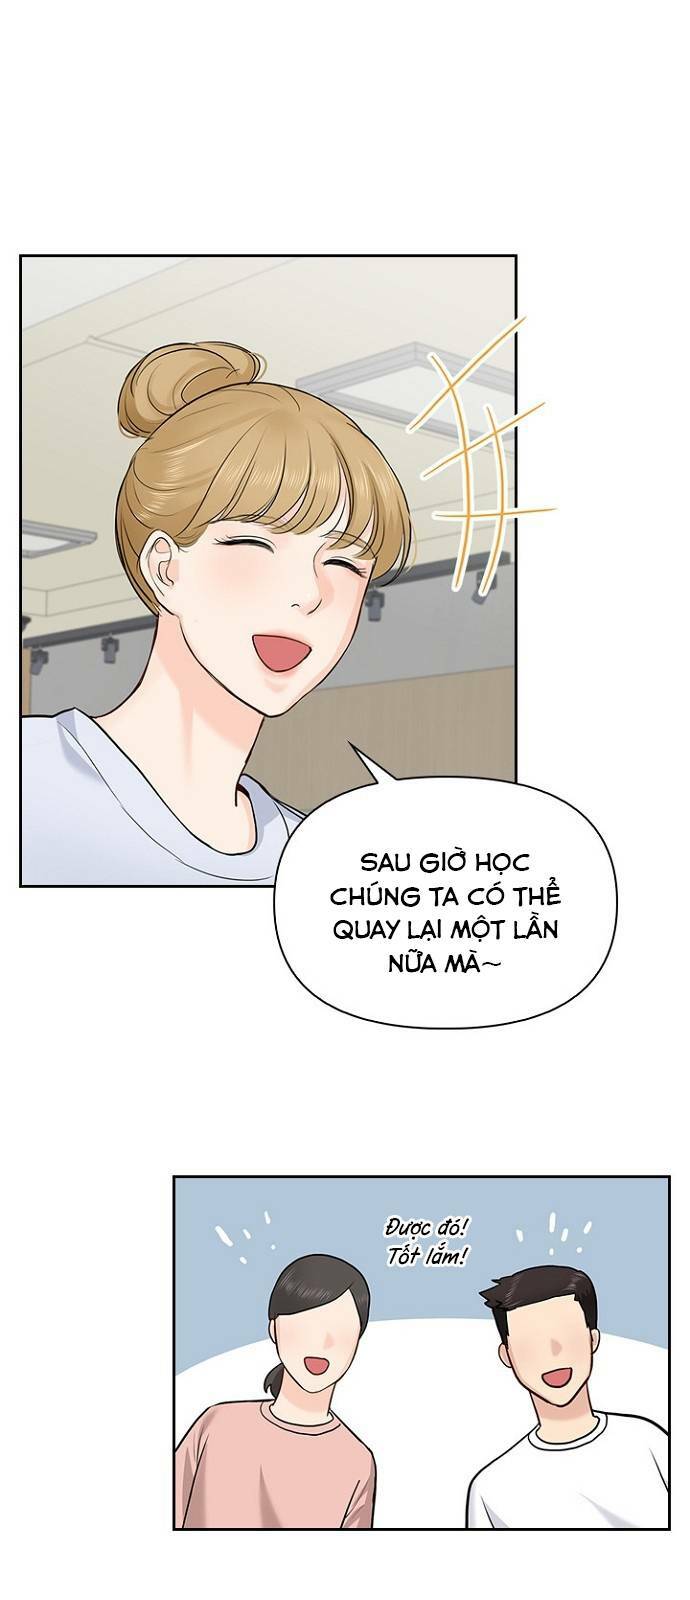 SAU GIỜ HỌC
CHÚNG TA CÓ THỂ
QUAY LẠI MỘT LẦN
NỮA MÀ~
Được đó!
Tốt lắm!